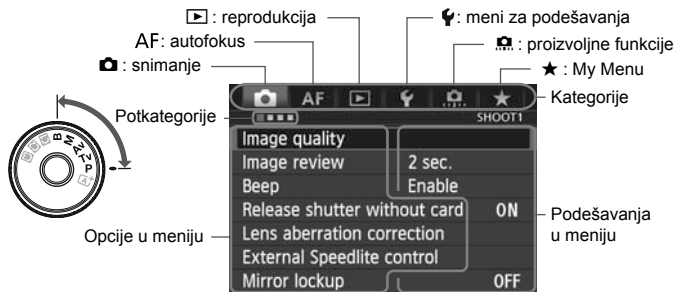 ▶ : reprodukcija
: meni za podešavanja
AF: autofokus
: proizvoljne funkcije
: snimanje
★ : My Menu
AF
Kategorije
Potkategorije
SHOOT1
Image quality
Image review 2 sec.
Beep Enable
Release shutter without card ON
Lens aberration correction
External Speedlite control
Mirror lockup OFF
Opcije u meniju
Podešavanja
u meniju
B M Av Tv P A+